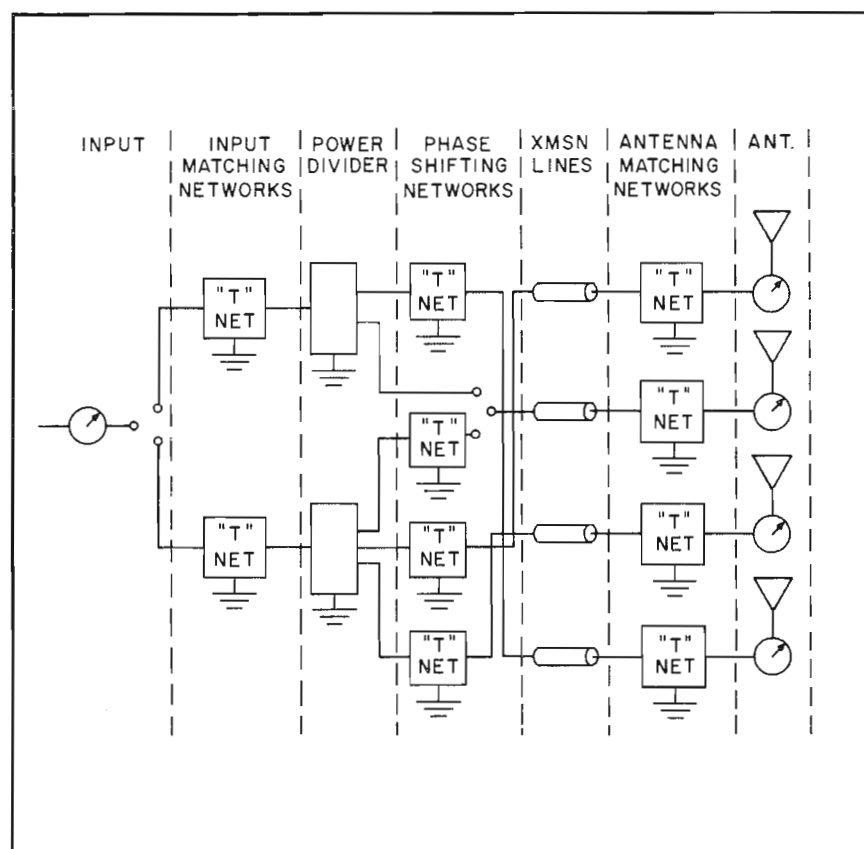 INPUT
INPUT
MATCHING
NETWORKS
POWER
DIVIDER
PHASE
SHIFTING
NETWORKS
XMSN
LINES
ANTENNA
MATCHING
NETWORKS
ANT.
"T"
NET
"T"
NET
"T"
NET
"T"
NET
"T"
NET
"T"
NET
"T"
NET
"T"
NET
"T"
NET
"T"
NET